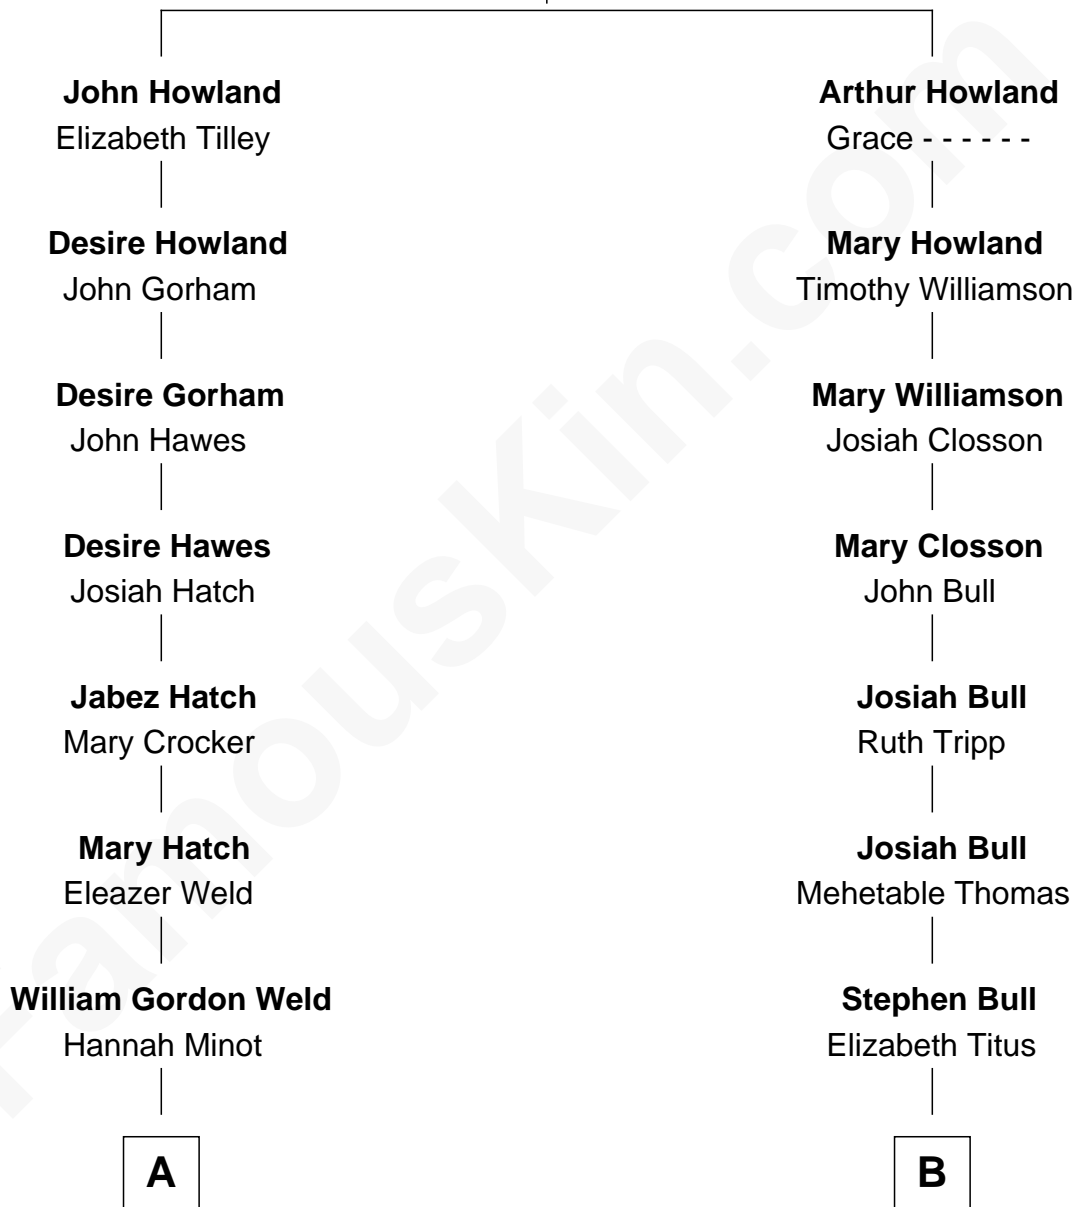 John Howland
Elizabeth Tilley
Desire Howland
John Gorham
Desire Gorham
John Hawes
Desire Hawes
Josiah Hatch
Jabez Hatch
Mary Crocker
Mary Hatch
Eleazer Weld
William Gordon Weld
Hannah Minot
A
Arthur Howland
Grace - - - - - -
Mary Howland
Timothy Williamson
Mary Williamson
Josiah Closson
Mary Closson
John Bull
Josiah Bull
Ruth Tripp
Josiah Bull
Mehetable Thomas
Stephen Bull
Elizabeth Titus
B
FamousKin.com